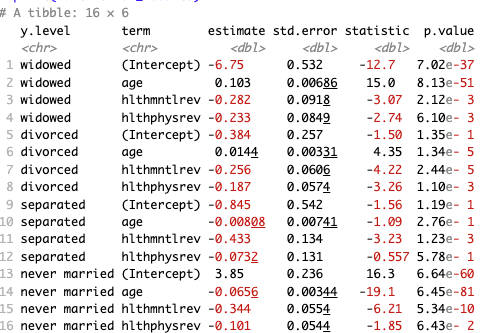 # A tibble: 16 × 6
y.level term estimate std.error statistic p.value
<chr> <chr> <dbl> <dbl> <dbl> <dbl>
1 widowed (Intercept) -6.75 0.532 -12.7 7.02e-37
2 widowed age 0.103 0.00686 15.0 8.13e-51
3 widowed hlthmntlrev -0.282 0.0918 -3.07 2.12e- 3
4 widowed hlthphysrev -0.233 0.0849 -2.74 6.10e- 3
5 divorced (Intercept) -0.384 0.257 -1.50 1.35e- 1
6 divorced age 0.0144 0.00331 4.35 1.34e- 5
7 divorced hlthmntlrev -0.256 0.0606 -4.22 2.44e- 5
8 divorced hlthphysrev -0.187 0.0574 -3.26 1.10e- 3
9 separated (Intercept) -0.845 0.542 -1.56 1.19e- 1
10 separated age -0.00808 0.00741 -1.09 2.76e- 1
11 separated hlthmntlrev -0.433 0.134 -3.23 1.23e- 3
12 separated hlthphysrev -0.0732 0.131 -0.557 5.78e- 1
13 never married (Intercept) 3.85 0.236 16.3 6.64e-60
14 never married age -0.0656 0.00344 -19.1 6.45e-81
15 never married hlthmntlrev -0.344 0.0554 -6.21 5.34e-10
16 never married hlthphysrev -0.101 0.0544 -1.85 6.43e- 2